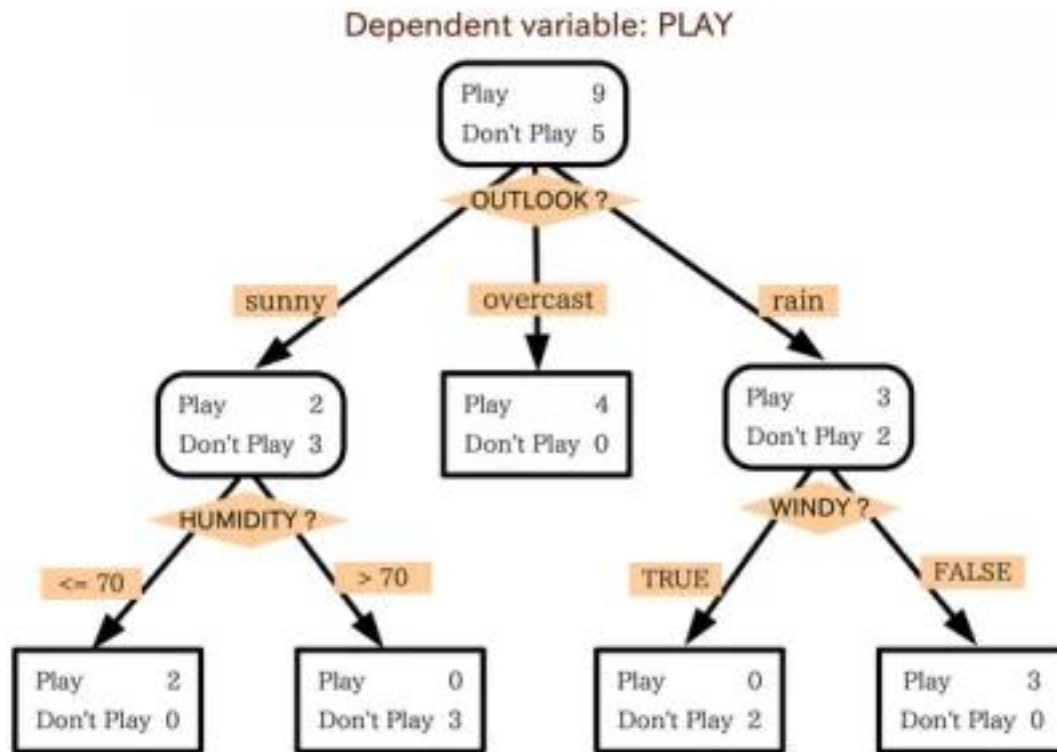 Dependent variable: PLAY
Play 9
Don't Play 5
OUTLOOK ?
sunny
overcast
rain
Play 2
Don't Play 3
Play 4
Don't Play 0
Play 3
Don't Play 2
HUMIDITY ?
WINDY ?
<= 70
> 70
TRUE
FALSE
Play 2
Don't Play 0
Play 0
Don't Play 3
Play 0
Don't Play 2
Play 3
Don't Play 0